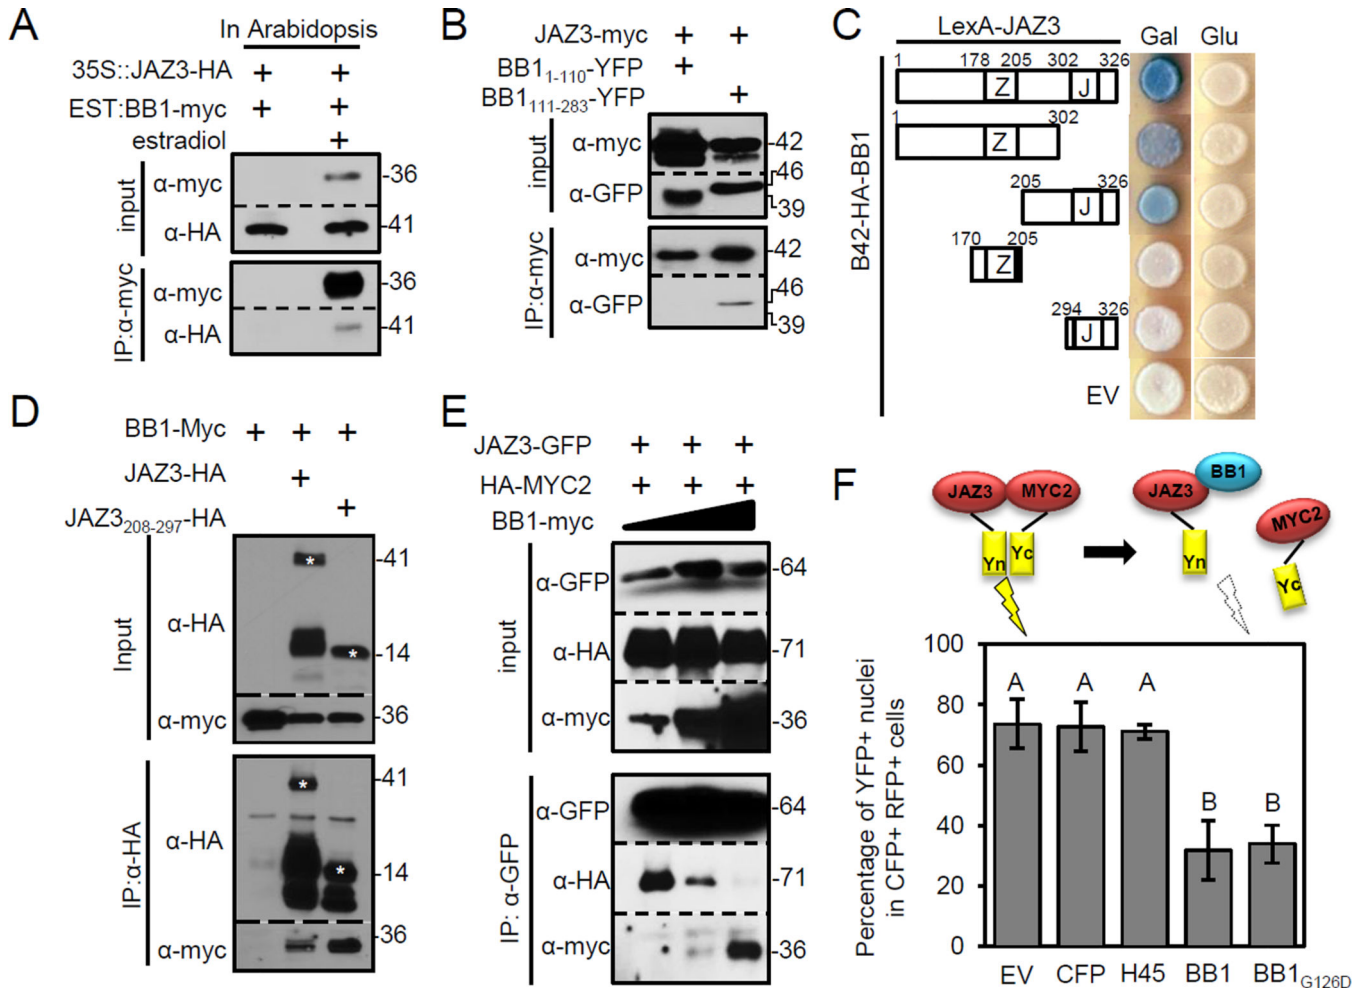 A
In Arabidopsis
35S::JAZ3-HA + +
EST:BB1-myc + +
estradiol +
input
α-myc -36
α-HA -41
IP:α-myc
α-myc -36
α-HA -41
B
JAZ3-myc + +
BB1₁₋₁₁₀-YFP +
BB1₁₁₁₋₂₈₃-YFP +
input
α-myc -42
α-GFP 46
39
IP:α-myc
α-myc -42
α-GFP 46
39
C
LexA-JAZ3
Gal Glu
B42-HA-BB1
1 178 205 302 326
Z J
1 302
Z
205 326
J
170 205
Z
294 326
J
EV
D
BB1-Myc + + +
JAZ3-HA +
JAZ3₂₀₈₋₂₉₇-HA +
Input
α-HA
* -41
* -14
α-myc -36
IP:α-HA
α-HA
* -41
* -14
α-myc -36
E
JAZ3-GFP + + +
HA-MYC2 + + +
BB1-myc
input
α-GFP -64
α-HA -71
α-myc -36
IP: α-GFP
α-GFP -64
α-HA -71
α-myc -36
F
JAZ3 MYC2
Yn Yc
JAZ3 BB1
Yn
MYC2
Yc
Percentage of YFP+ nuclei
in CFP+ RFP+ cells
100
80
60
40
20
0
A A A B B
EV CFP H45 BB1 BB1G126D